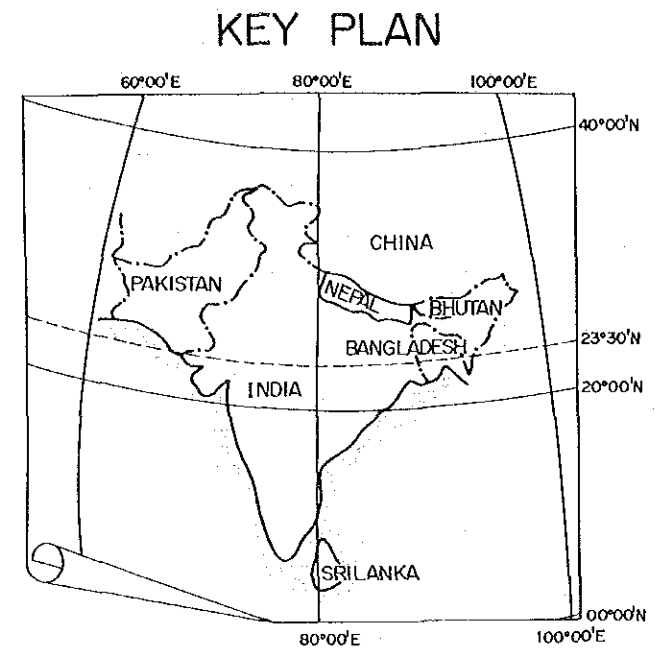 KEY PLAN
60°00'E 80°00'E 100°00'E
40°00'N
CHINA
PAKISTAN
NEPAL
BHUTAN
BANGLADESH
23°30'N
INDIA
20°00'N
SRILANKA
00°00'N
80°00'E 100°00'E